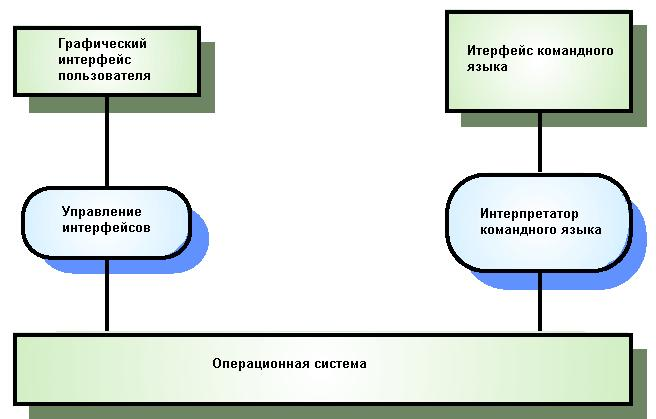 Графический
интерфейс
пользователя
Итерфейс командного
языка
Управление
интерфейсов
Интерпретатор
командного языка
Операционная система